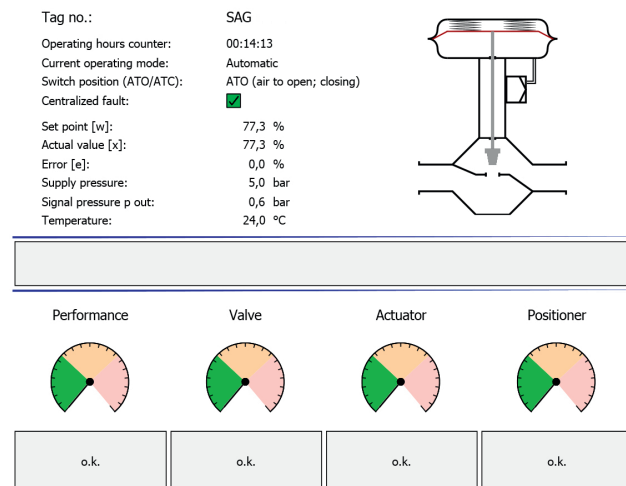 Tag no.: SAG
Operating hours counter: 00:14:13
Current operating mode: Automatic
Switch position (ATO/ATC): ATO (air to open; closing)
Centralized fault:
Set point [w]: 77,3 %
Actual value [x]: 77,3 %
Error [e]: 0,0 %
Supply pressure: 5,0 bar
Signal pressure p out: 0,6 bar
Temperature: 24,0 °C
Performance Valve Actuator Positioner
o.k. o.k. o.k. o.k.